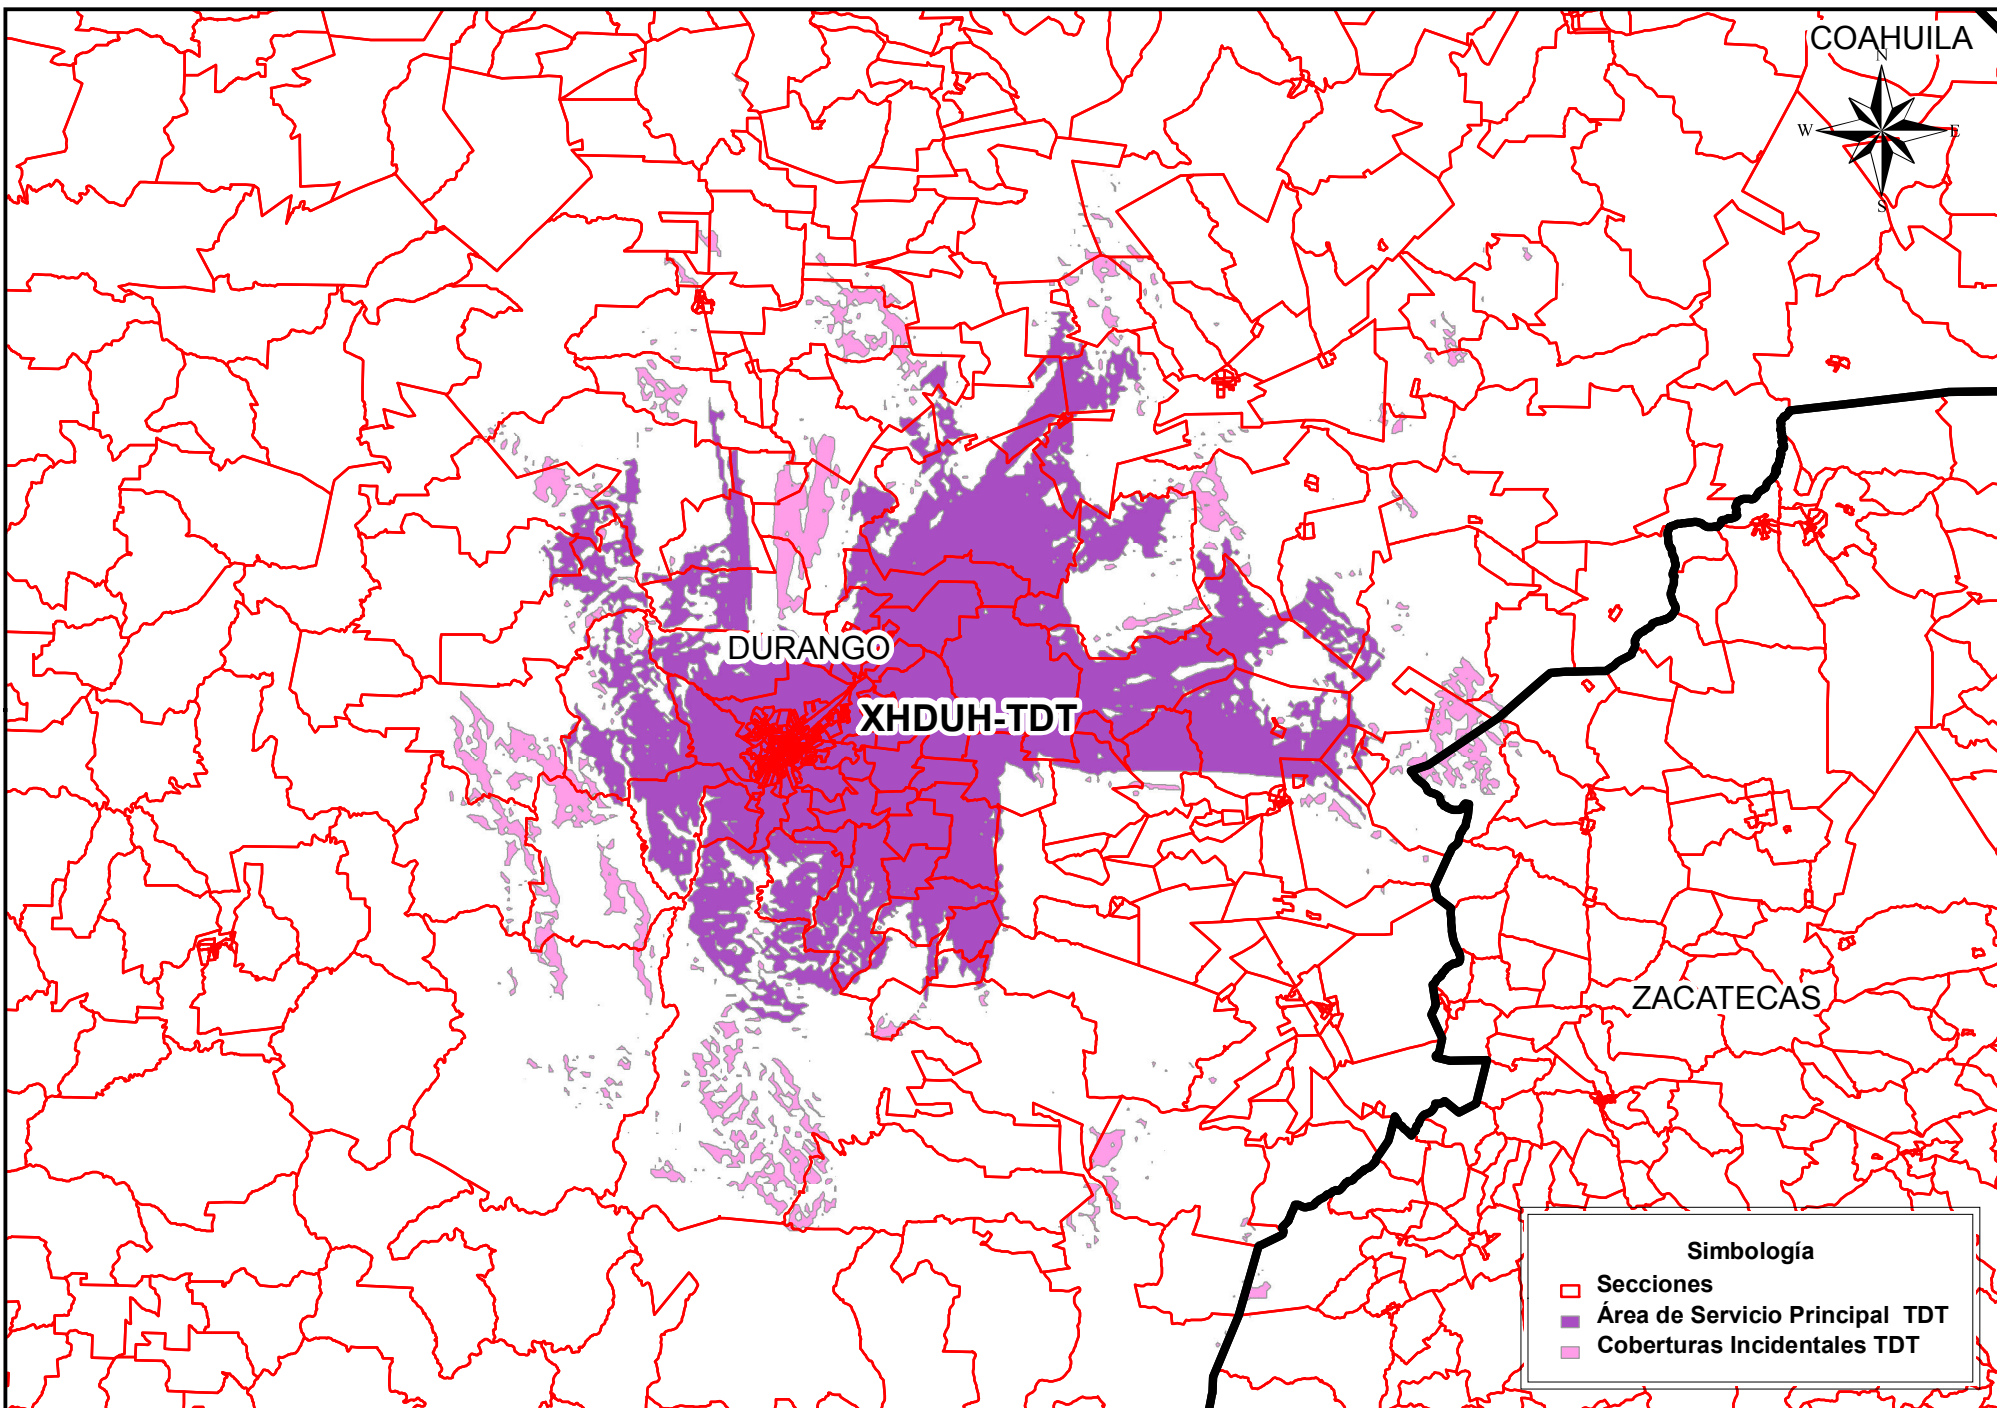 COAHUILA
N
W E
S
DURANGO
XHDUH-TDT
ZACATECAS
Simbología
Secciones
Área de Servicio Principal TDT
Coberturas Incidentales TDT